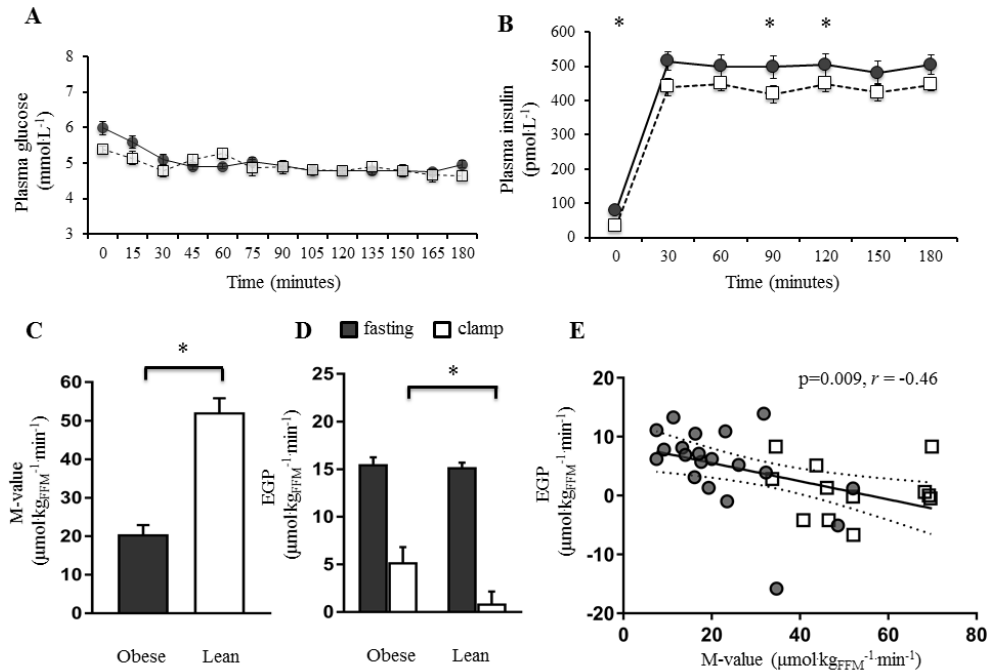 A
Plasma glucose
(mmol·L⁻¹)
8
7
6
5
4
3
0 15 30 45 60 75 90 105 120 135 150 165 180
Time (minutes)
B
* * *
Plasma insulin
(pmol·L⁻¹)
600
500
400
300
200
100
0
0 30 60 90 120 150 180
Time (minutes)
C
*
M-value
(µmol·kgFFM⁻¹·min⁻¹)
60
50
40
30
20
10
0
Obese Lean
D
fasting clamp
*
EGP
(µmol·kgFFM⁻¹·min⁻¹)
25
20
15
10
5
0
Obese Lean
E
p=0.009, r = -0.46
EGP
(µmol·kgFFM⁻¹·min⁻¹)
20
10
0
-10
-20
0 20 40 60 80
M-value (µmol·kgFFM⁻¹·min⁻¹)